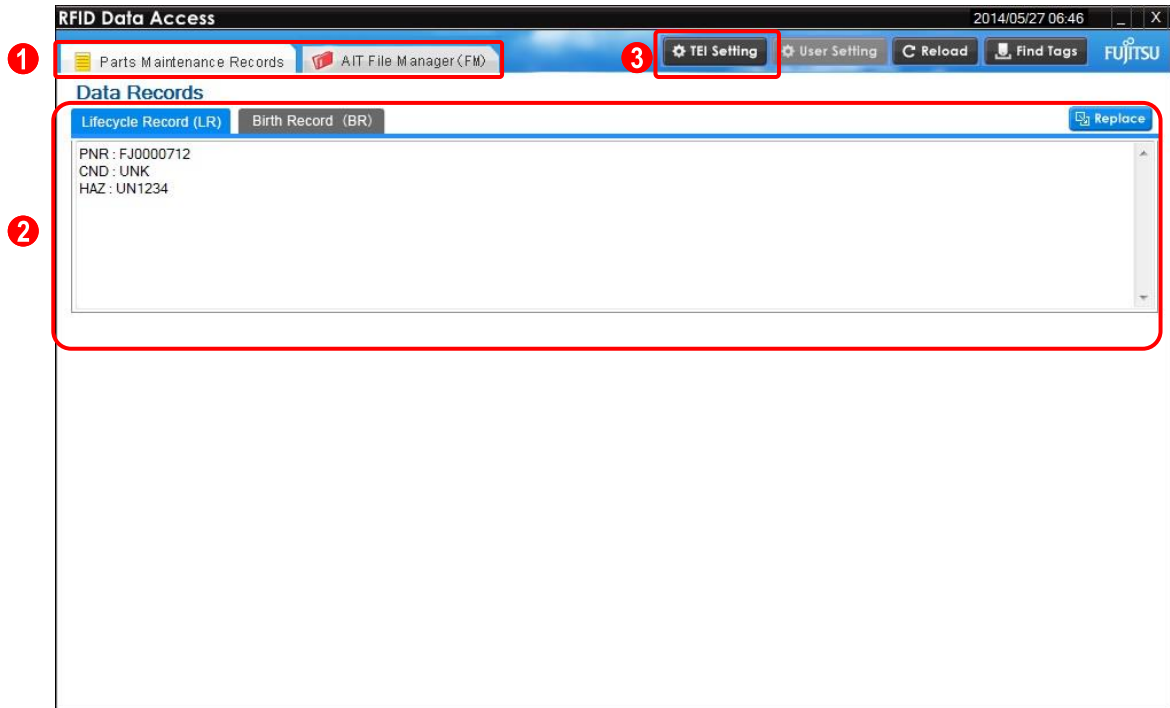 RFID Data Access 2014/05/27 06:46 _ X
1 Parts Maintenance Records AIT File Manager(FM) 3 TEI Setting User Setting Reload Find Tags FUJITSU
Data Records
Lifecycle Record (LR) Birth Record (BR) Replace
PNR : FJ0000712
CND : UNK
HAZ : UN1234
2